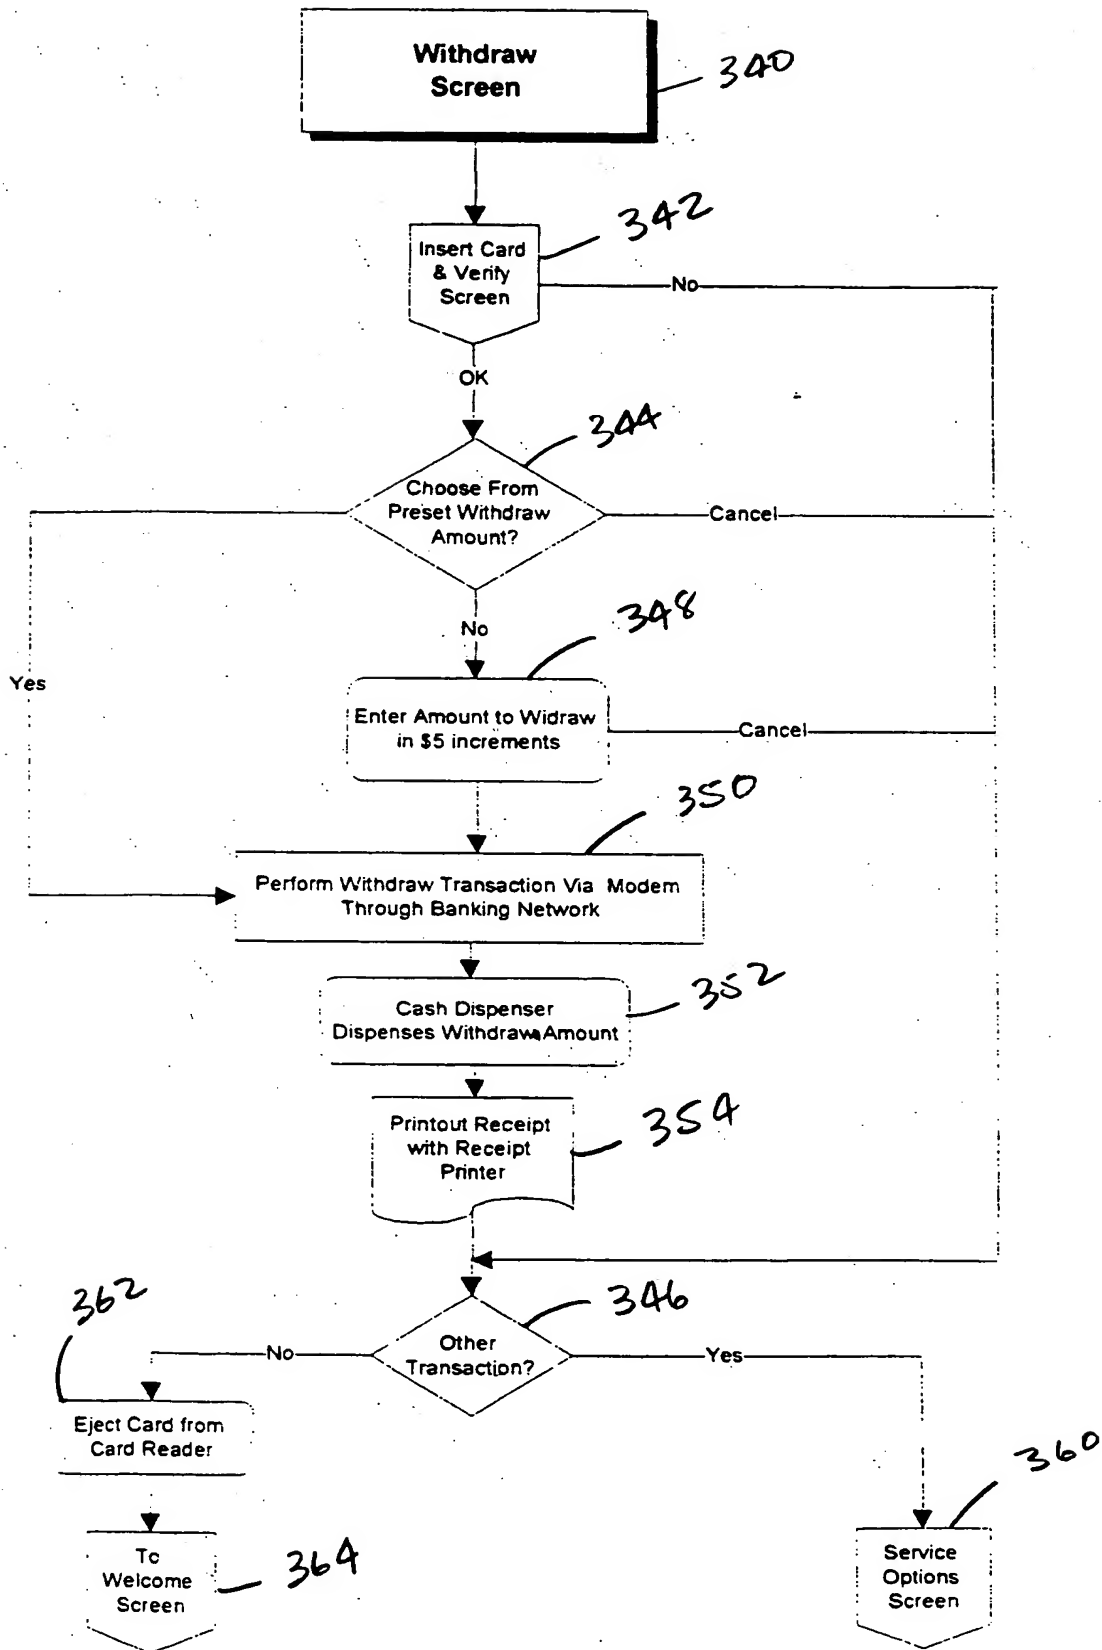 Withdraw
Screen
340
342
Insert Card
& Verify
Screen
No
OK
344
Choose From
Preset Withdraw
Amount?
Cancel
No
348
Yes
Enter Amount to Widraw
in $5 increments
Cancel
350
Perform Withdraw Transaction Via Modem
Through Banking Network
352
Cash Dispenser
Dispenses Withdraw Amount
354
Printout Receipt
with Receipt
Printer
362
346
Other
Transaction?
No
Yes
Eject Card from
Card Reader
360
To
Welcome
Screen
364
Service
Options
Screen